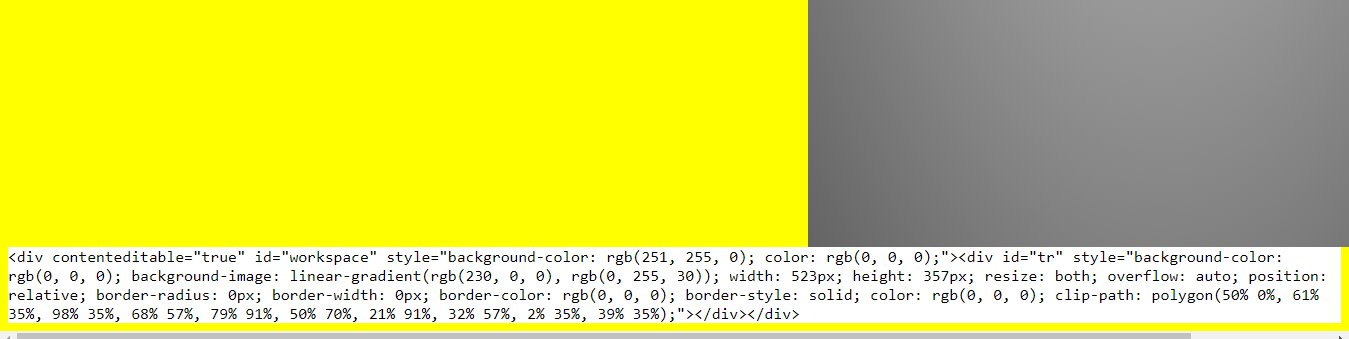 <div contenteditable="true" id="workspace" style="background-color: rgb(251, 255, 0); color: rgb(0, 0, 0);"><div id="tr" style="background-color:
rgb(0, 0, 0); background-image: linear-gradient(rgb(230, 0, 0), rgb(0, 255, 30)); width: 523px; height: 357px; resize: both; overflow: auto; position:
relative; border-radius: 0px; border-width: 0px; border-color: rgb(0, 0, 0); border-style: solid; color: rgb(0, 0, 0); clip-path: polygon(50% 0%, 61%
35%, 98% 35%, 68% 57%, 79% 91%, 50% 70%, 21% 91%, 32% 57%, 2% 35%, 39% 35%);"></div></div>